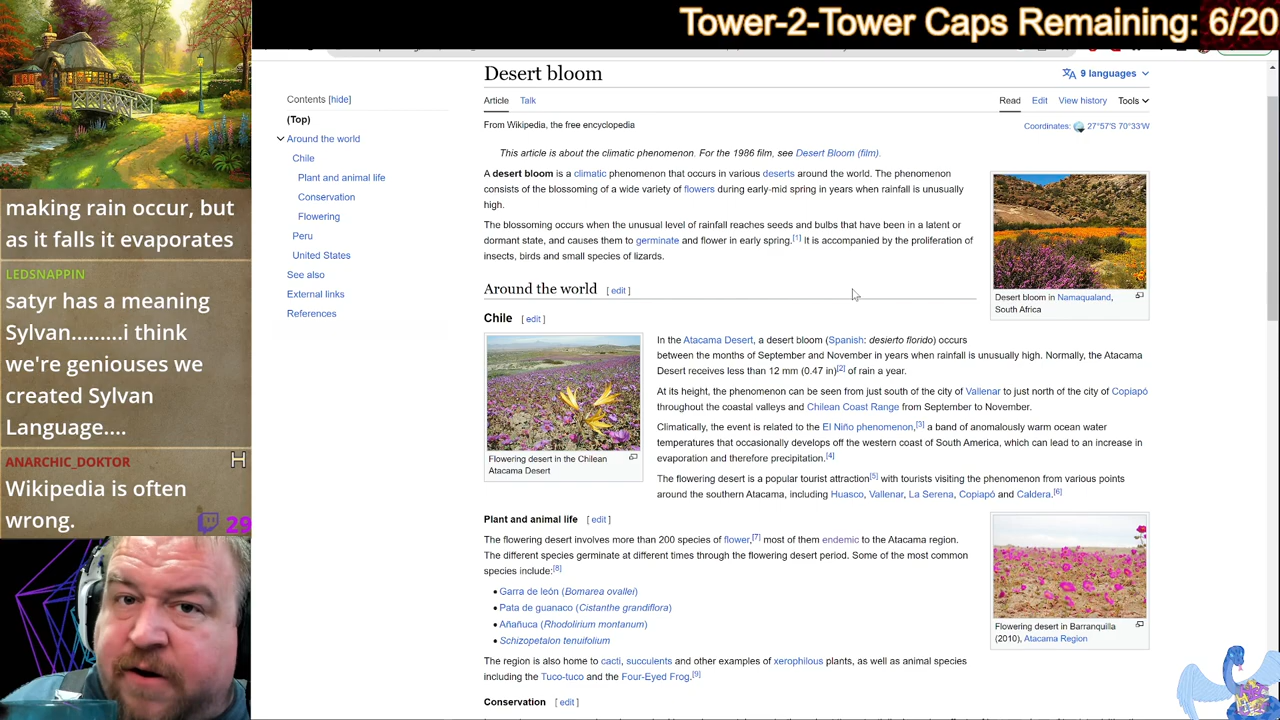 Tower-2-Tower Caps Remaining: 6/20
making rain occur, but
as it falls it evaporates
LEDSNAPPIN
satyr has a meaning
Sylvan.........i think
we're geniouses we
created Sylvan
Language....
ANARCHIC_DOKTOR
Wikipedia is often
wrong.
29
Contents [hide]
(Top)
Around the world
Chile
Plant and animal life
Conservation
Flowering
Peru
United States
See also
External links
References
Desert bloom
9 languages
Article Talk
Read Edit View history Tools
From Wikipedia, the free encyclopedia
Coordinates: 27°57′S 70°33′W
This article is about the climatic phenomenon. For the 1986 film, see Desert Bloom (film).
A desert bloom is a climatic phenomenon that occurs in various deserts around the world. The phenomenon
consists of the blossoming of a wide variety of flowers during early-mid spring in years when rainfall is unusually
high.
The blossoming occurs when the unusual level of rainfall reaches seeds and bulbs that have been in a latent or
dormant state, and causes them to germinate and flower in early spring.[1] It is accompanied by the proliferation of
insects, birds and small species of lizards.
Desert bloom in Namaqualand,
South Africa
Around the world [ edit ]
Chile [ edit ]
Flowering desert in the Chilean
Atacama Desert
In the Atacama Desert, a desert bloom (Spanish: desierto florido) occurs
between the months of September and November in years when rainfall is unusually high. Normally, the Atacama
Desert receives less than 12 mm (0.47 in)[2] of rain a year.
At its height, the phenomenon can be seen from just south of the city of Vallenar to just north of the city of Copiapó
throughout the coastal valleys and Chilean Coast Range from September to November.
Climatically, the event is related to the El Niño phenomenon,[3] a band of anomalously warm ocean water
temperatures that occasionally develops off the western coast of South America, which can lead to an increase in
evaporation and therefore precipitation.[4]
The flowering desert is a popular tourist attraction[5] with tourists visiting the phenomenon from various points
around the southern Atacama, including Huasco, Vallenar, La Serena, Copiapó and Caldera.[6]
Plant and animal life [ edit ]
The flowering desert involves more than 200 species of flower,[7] most of them endemic to the Atacama region.
The different species germinate at different times through the flowering desert period. Some of the most common
species include:[8]
• Garra de león (Bomarea ovallei)
• Pata de guanaco (Cistanthe grandiflora)
• Añañuca (Rhodolirium montanum)
• Schizopetalon tenuifolium
Flowering desert in Barranquilla
(2010), Atacama Region
The region is also home to cacti, succulents and other examples of xerophilous plants, as well as animal species
including the Tuco-tuco and the Four-Eyed Frog.[9]
Conservation [ edit ]